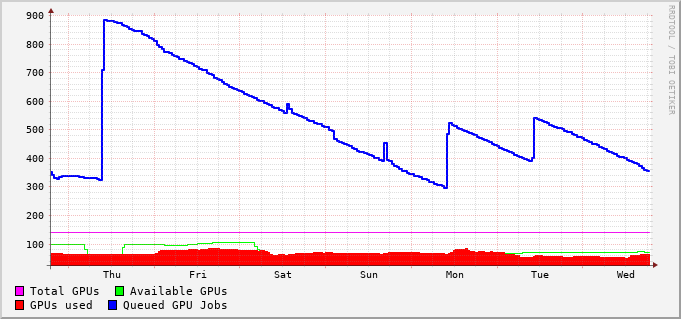 900
800
700
600
500
400
300
200
100
Thu Fri Sat Sun Mon Tue Wed
Total GPUs Available GPUs
GPUs used Queued GPU Jobs
RRDTOOL / TOBI OETIKER